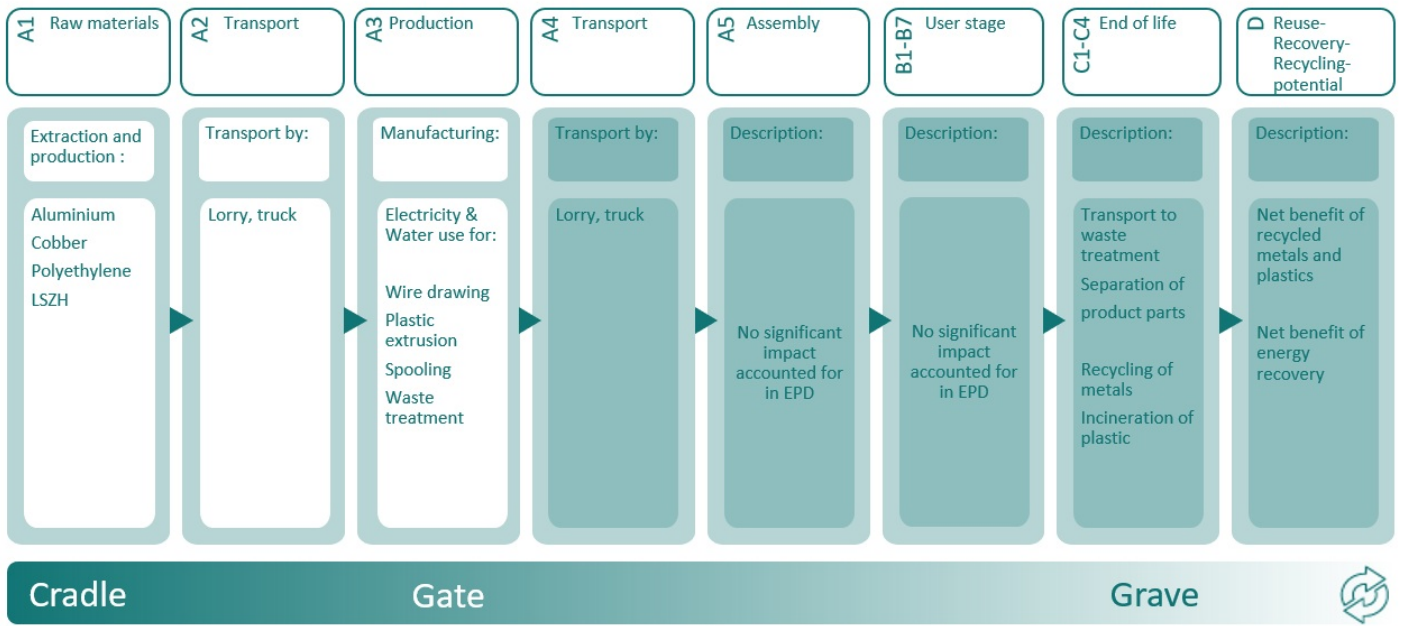 A1
Raw materials
A2
Transport
A3
Production
A4
Transport
A5
Assembly
B1-B7
User stage
C1-C4
End of life
D
Reuse-
Recovery-
Recycling-
potential
Extraction and
production :
Aluminium
Cobber
Polyethylene
LSZH
Transport by:
Lorry, truck
Manufacturing:
Electricity &
Water use for:
Wire drawing
Plastic
extrusion
Spooling
Waste
treatment
Transport by:
Lorry, truck
Description:
No significant
impact
accounted for
in EPD
Description:
No significant
impact
accounted for
in EPD
Description:
Transport to
waste
treatment
Separation of
product parts
Recycling of
metals
Incineration of
plastic
Description:
Net benefit of
recycled
metals and
plastics
Net benefit of
energy
recovery
Cradle
Gate
Grave